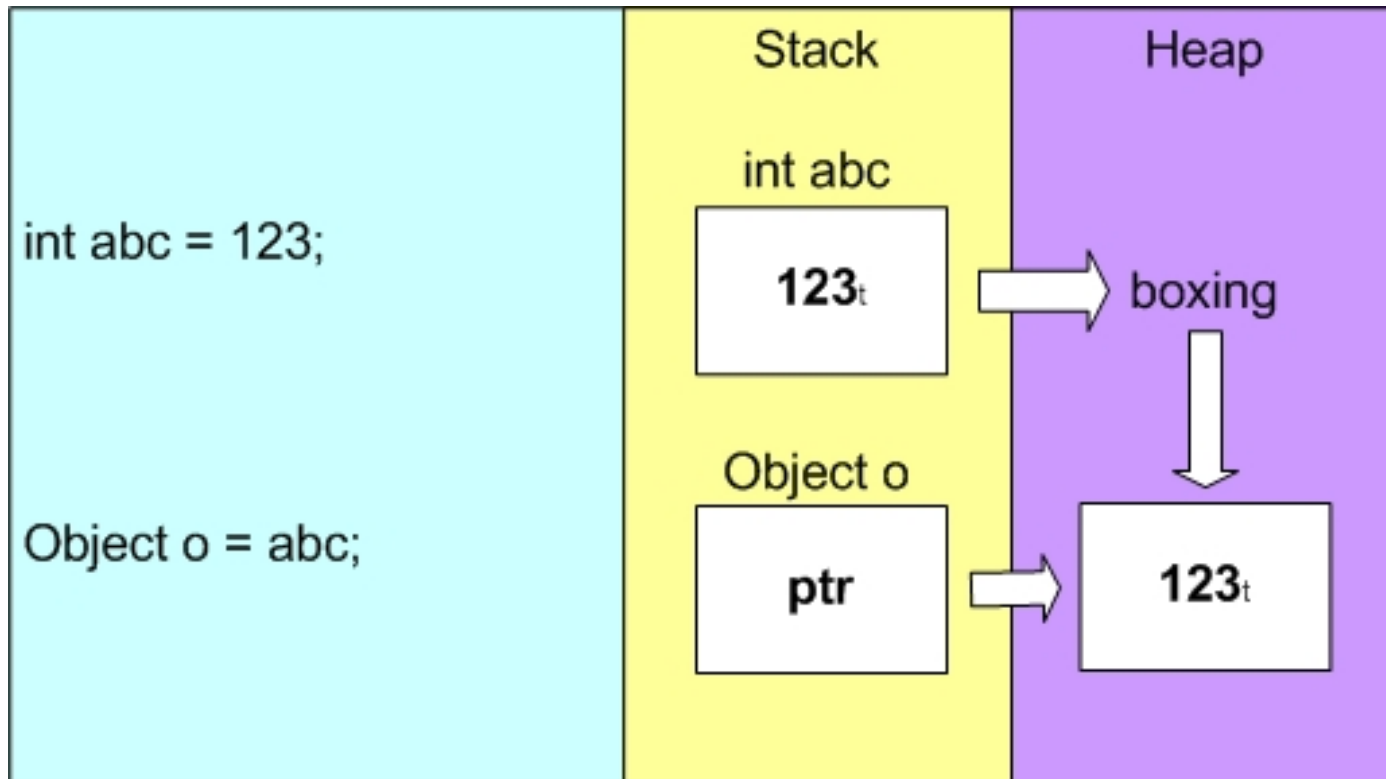 Stack
Heap
int abc
int abc = 123;
123t
boxing
Object o
Object o = abc;
ptr
123t